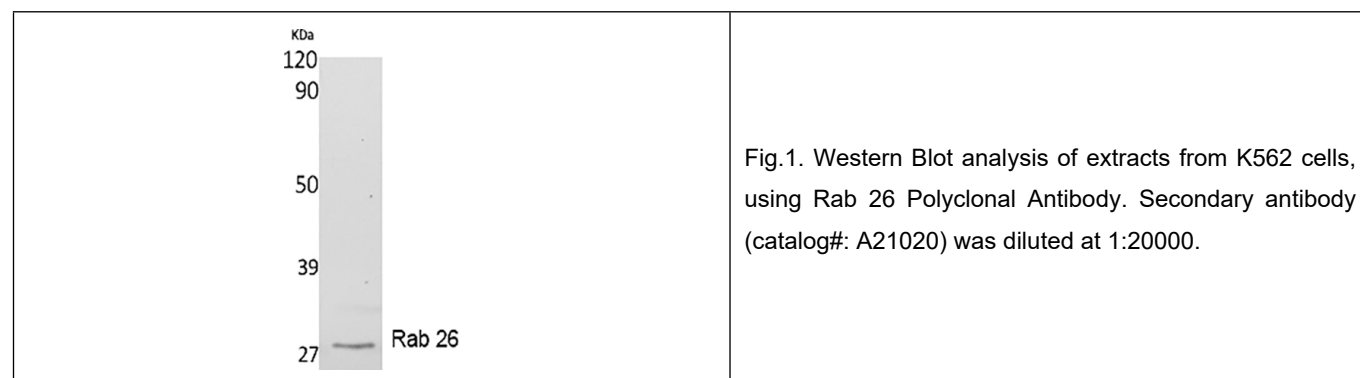 KDa
120
90
50
39
27
Rab 26
Fig.1. Western Blot analysis of extracts from K562 cells,
using Rab 26 Polyclonal Antibody. Secondary antibody
(catalog#: A21020) was diluted at 1:20000.